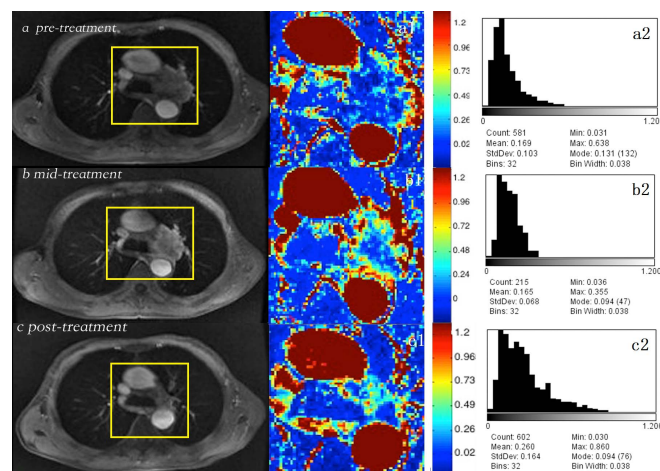 a pre-treatment
a1
1.20
0.96
0.73
0.49
0.26
0.02
a2
0
1.200
Count: 581 Min: 0.031
Mean: 0.169 Max: 0.638
StdDev: 0.103 Mode: 0.131 (132)
Bins: 32 Bin Width: 0.038
b mid-treatment
b1
1.20
0.96
0.72
0.48
0.24
0
b2
0
1.200
Count: 215 Min: 0.036
Mean: 0.165 Max: 0.355
StdDev: 0.068 Mode: 0.094 (47)
Bins: 32 Bin Width: 0.038
c post-treatment
c1
1.20
0.96
0.73
0.49
0.26
0.02
c2
0
1.200
Count: 602 Min: 0.030
Mean: 0.260 Max: 0.860
StdDev: 0.164 Mode: 0.094 (76)
Bins: 32 Bin Width: 0.038